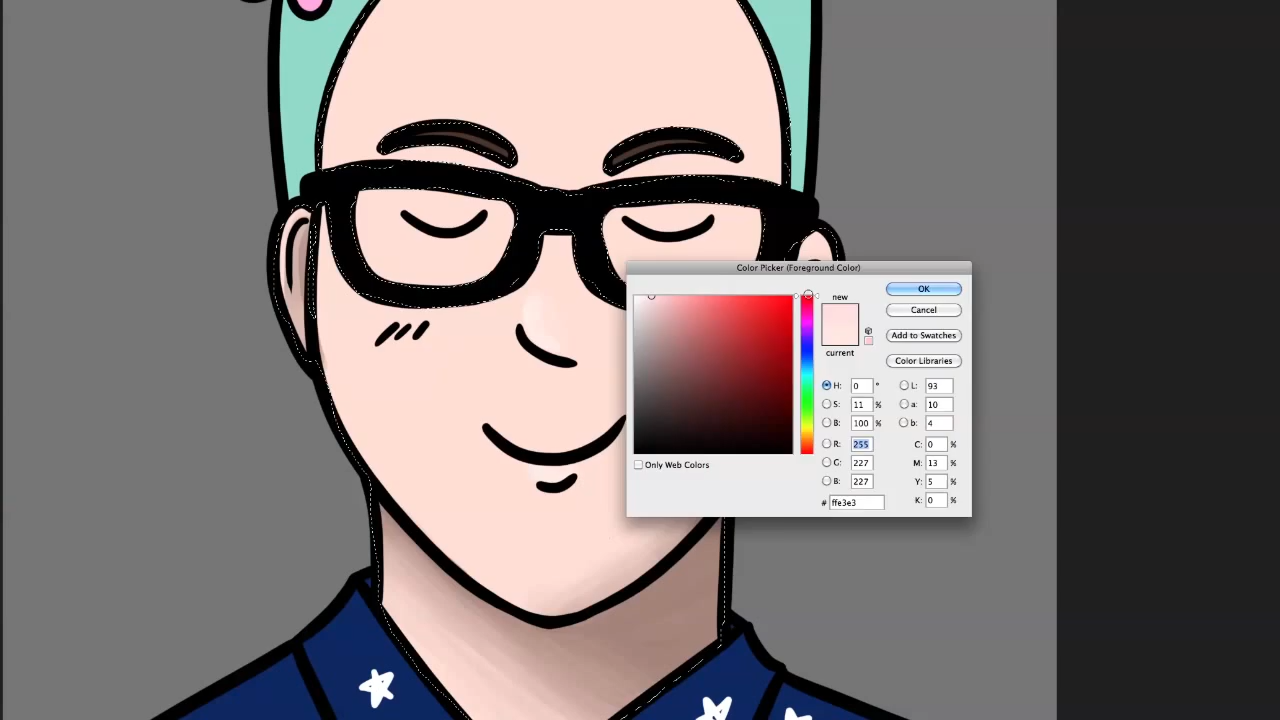 Color Picker (Foreground Color)
new
current
OK
Cancel
Add to Swatches
Color Libraries
H: 0 °
S: 11 %
B: 100 %
R: 255
G: 227
B: 227
# ffe3e3
L: 93
a: 10
b: 4
C: 0 %
M: 13 %
Y: 5 %
K: 0 %
Only Web Colors